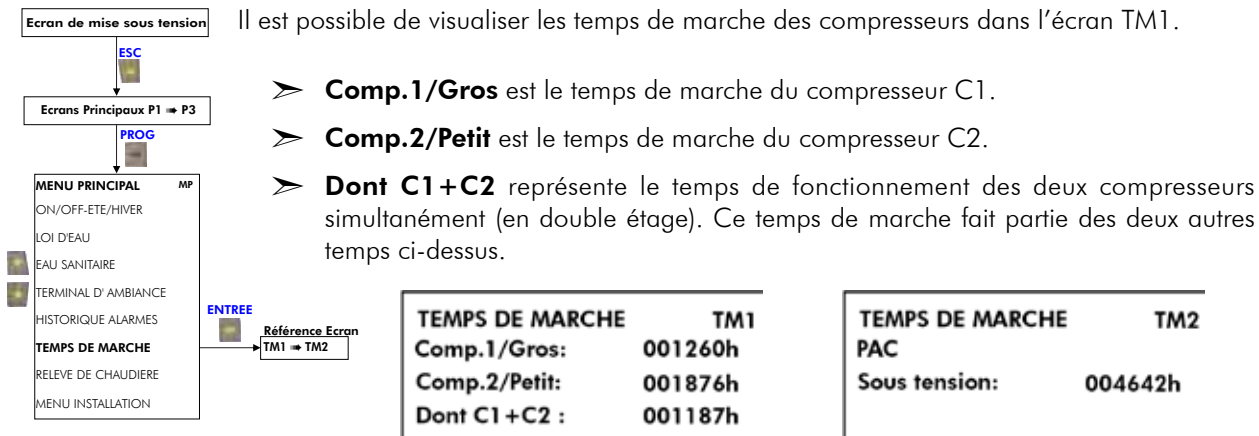 Ecran de mise sous tension
ESC
Ecrans Principaux P1 ➠ P3
PROG
MENU PRINCIPAL MP
ON/OFF-ETE/HIVER
LOI D'EAU
EAU SANITAIRE
TERMINAL D' AMBIANCE
HISTORIQUE ALARMES
TEMPS DE MARCHE
RELEVE DE CHAUDIERE
MENU INSTALLATION
ENTREE
Référence Ecran
TM1 ➠ TM2
Il est possible de visualiser les temps de marche des compresseurs dans l'écran TM1.
➢ Comp.1/Gros est le temps de marche du compresseur C1.
➢ Comp.2/Petit est le temps de marche du compresseur C2.
➢ Dont C1+C2 représente le temps de fonctionnement des deux compresseurs
simultanément (en double étage). Ce temps de marche fait partie des deux autres
temps ci-dessus.
TEMPS DE MARCHE TM1
Comp.1/Gros: 001260h
Comp.2/Petit: 001876h
Dont C1+C2 : 001187h
TEMPS DE MARCHE TM2
PAC
Sous tension: 004642h